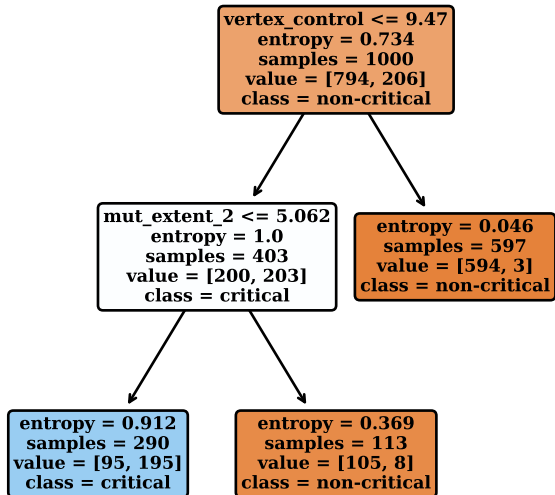 vertex_control <= 9.47
entropy = 0.734
samples = 1000
value = [794, 206]
class = non-critical
mut_extent_2 <= 5.062
entropy = 1.0
samples = 403
value = [200, 203]
class = critical
entropy = 0.046
samples = 597
value = [594, 3]
class = non-critical
entropy = 0.912
samples = 290
value = [95, 195]
class = critical
entropy = 0.369
samples = 113
value = [105, 8]
class = non-critical